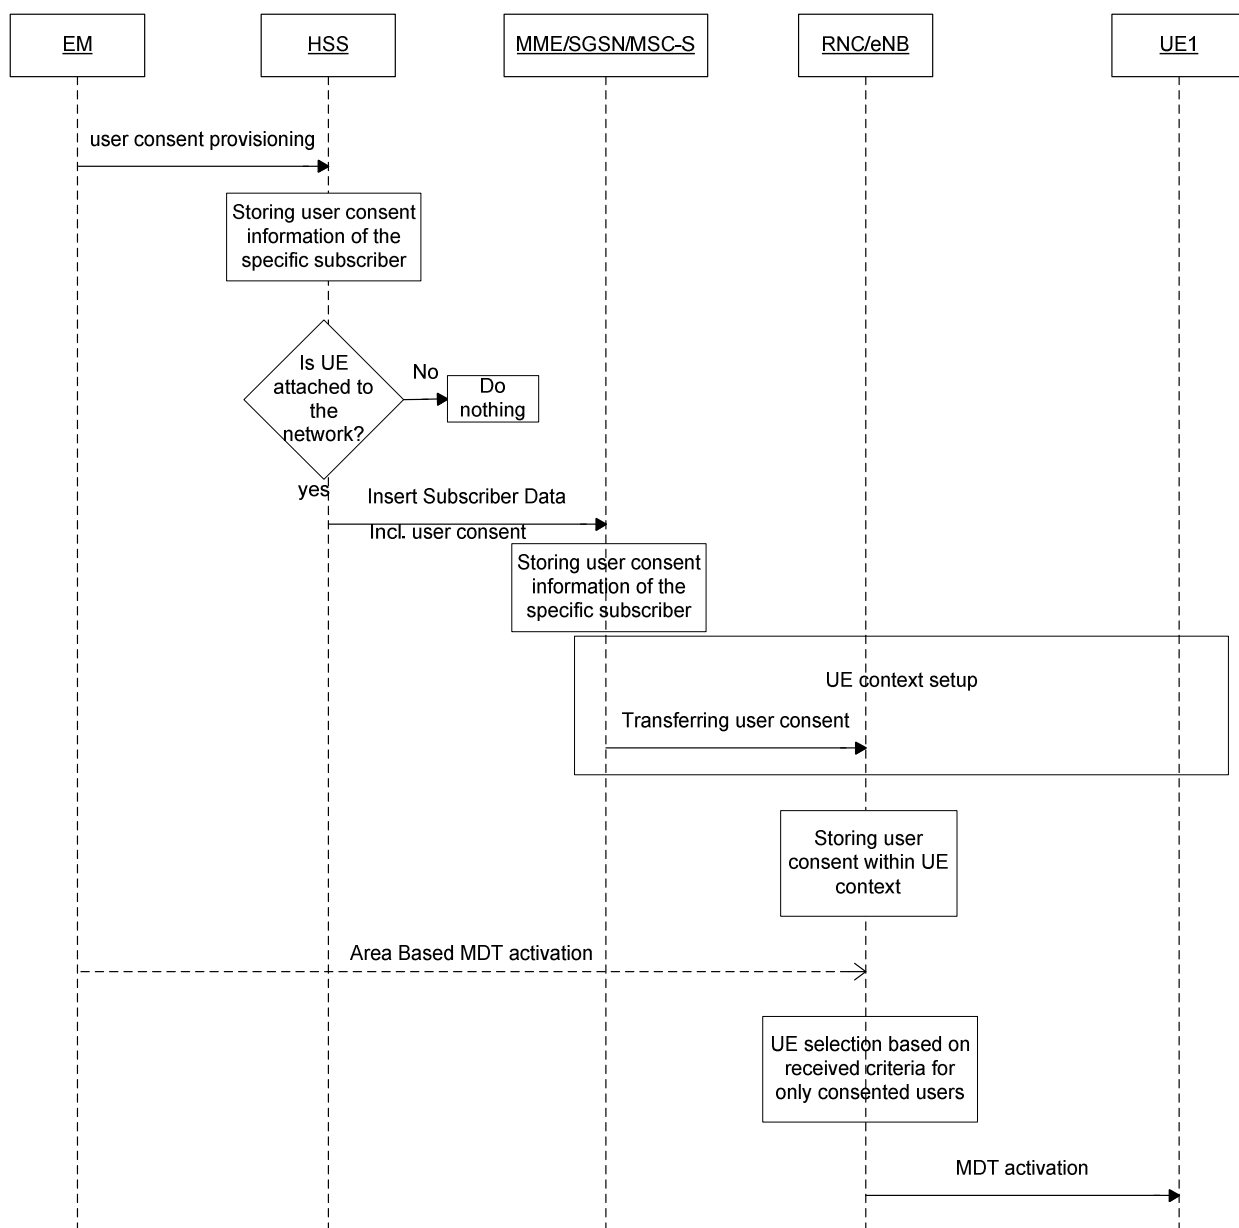 EM
HSS
MME/SGSN/MSC-S
RNC/eNB
UE1
user consent provisioning
Storing user consent
information of the
specific subscriber
Is UE
attached to
the
network?
No
Do
nothing
yes
Insert Subscriber Data
Incl. user consent
Storing user consent
information of the
specific subscriber
UE context setup
Transferring user consent
Storing user
consent within UE
context
Area Based MDT activation
UE selection based on
received criteria for
only consented users
MDT activation